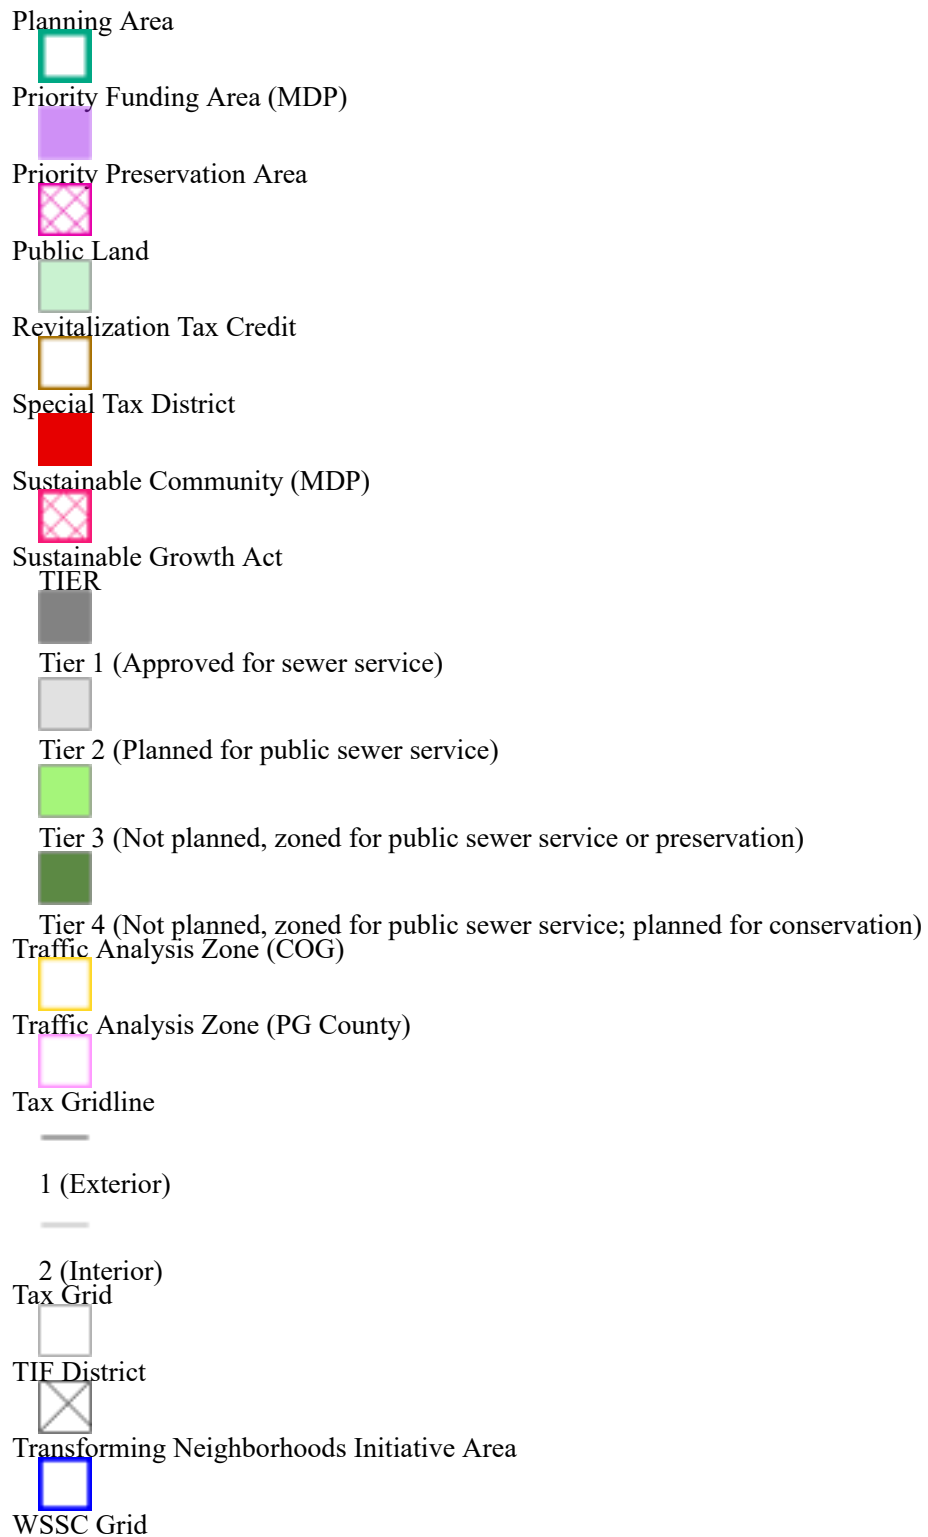 Planning Area
Priority Funding Area (MDP)
Priority Preservation Area
Public Land
Revitalization Tax Credit
Special Tax District
Sustainable Community (MDP)
Sustainable Growth Act
TIER
Tier 1 (Approved for sewer service)
Tier 2 (Planned for public sewer service)
Tier 3 (Not planned, zoned for public sewer service or preservation)
Tier 4 (Not planned, zoned for public sewer service; planned for conservation)
Traffic Analysis Zone (COG)
Traffic Analysis Zone (PG County)
Tax Gridline
1 (Exterior)
2 (Interior)
Tax Grid
TIF District
Transforming Neighborhoods Initiative Area
WSSC Grid